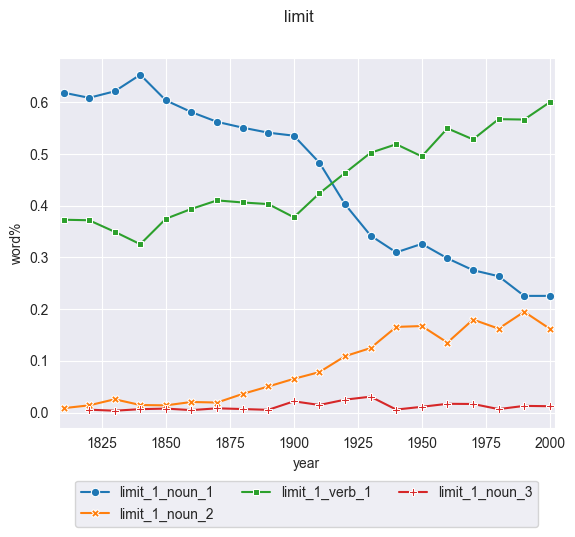 limit
0.6
0.5
0.4
0.3
0.2
0.1
0.0
word%
1825 1850 1875 1900 1925 1950 1975 2000
year
limit_1_noun_1 limit_1_verb_1 limit_1_noun_3
limit_1_noun_2